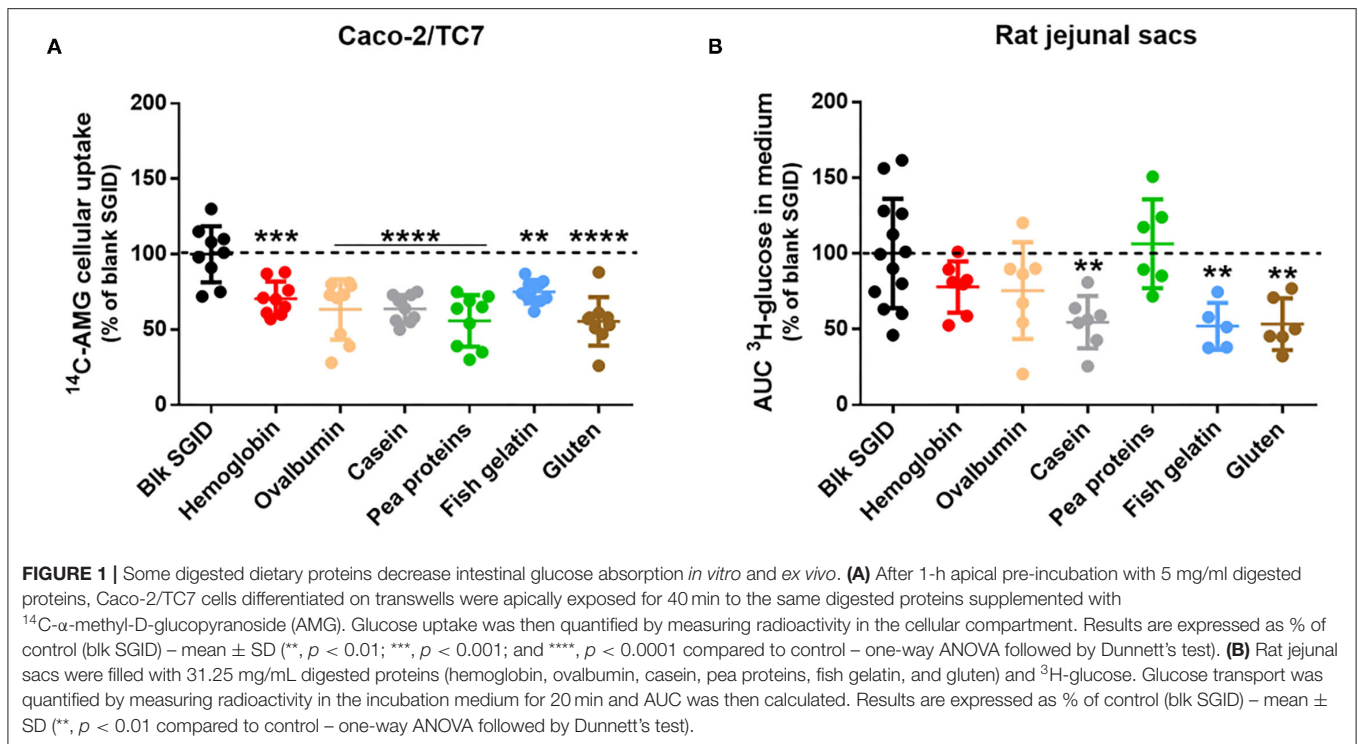 A
Caco-2/TC7
¹⁴C-AMG cellular uptake
(% of blank SGID)
200
150
100
50
0
***
****
**
****
Blk SGID
Hemoglobin
Ovalbumin
Casein
Pea proteins
Fish gelatin
Gluten
B
Rat jejunal sacs
AUC ³H-glucose in medium
(% of blank SGID)
200
150
100
50
0
**
**
**
Blk SGID
Hemoglobin
Ovalbumin
Casein
Pea proteins
Fish gelatin
Gluten
FIGURE 1 | Some digested dietary proteins decrease intestinal glucose absorption in vitro and ex vivo. (A) After 1-h apical pre-incubation with 5 mg/ml digested
proteins, Caco-2/TC7 cells differentiated on transwells were apically exposed for 40 min to the same digested proteins supplemented with
¹⁴C-α-methyl-D-glucopyranoside (AMG). Glucose uptake was then quantified by measuring radioactivity in the cellular compartment. Results are expressed as % of
control (blk SGID) – mean ± SD (**, p < 0.01; ***, p < 0.001; and ****, p < 0.0001 compared to control – one-way ANOVA followed by Dunnett's test). (B) Rat jejunal
sacs were filled with 31.25 mg/mL digested proteins (hemoglobin, ovalbumin, casein, pea proteins, fish gelatin, and gluten) and ³H-glucose. Glucose transport was
quantified by measuring radioactivity in the incubation medium for 20 min and AUC was then calculated. Results are expressed as % of control (blk SGID) – mean ±
SD (**, p < 0.01 compared to control – one-way ANOVA followed by Dunnett's test).